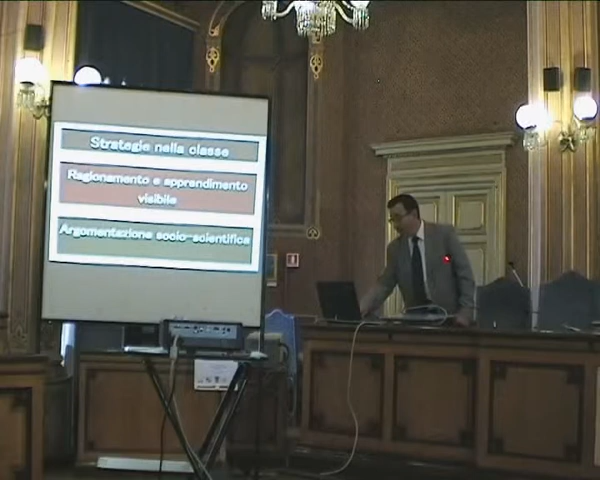 Strategie nella classe
Ragionamento e apprendimento
visibile
Argomentazione socio-scientifica